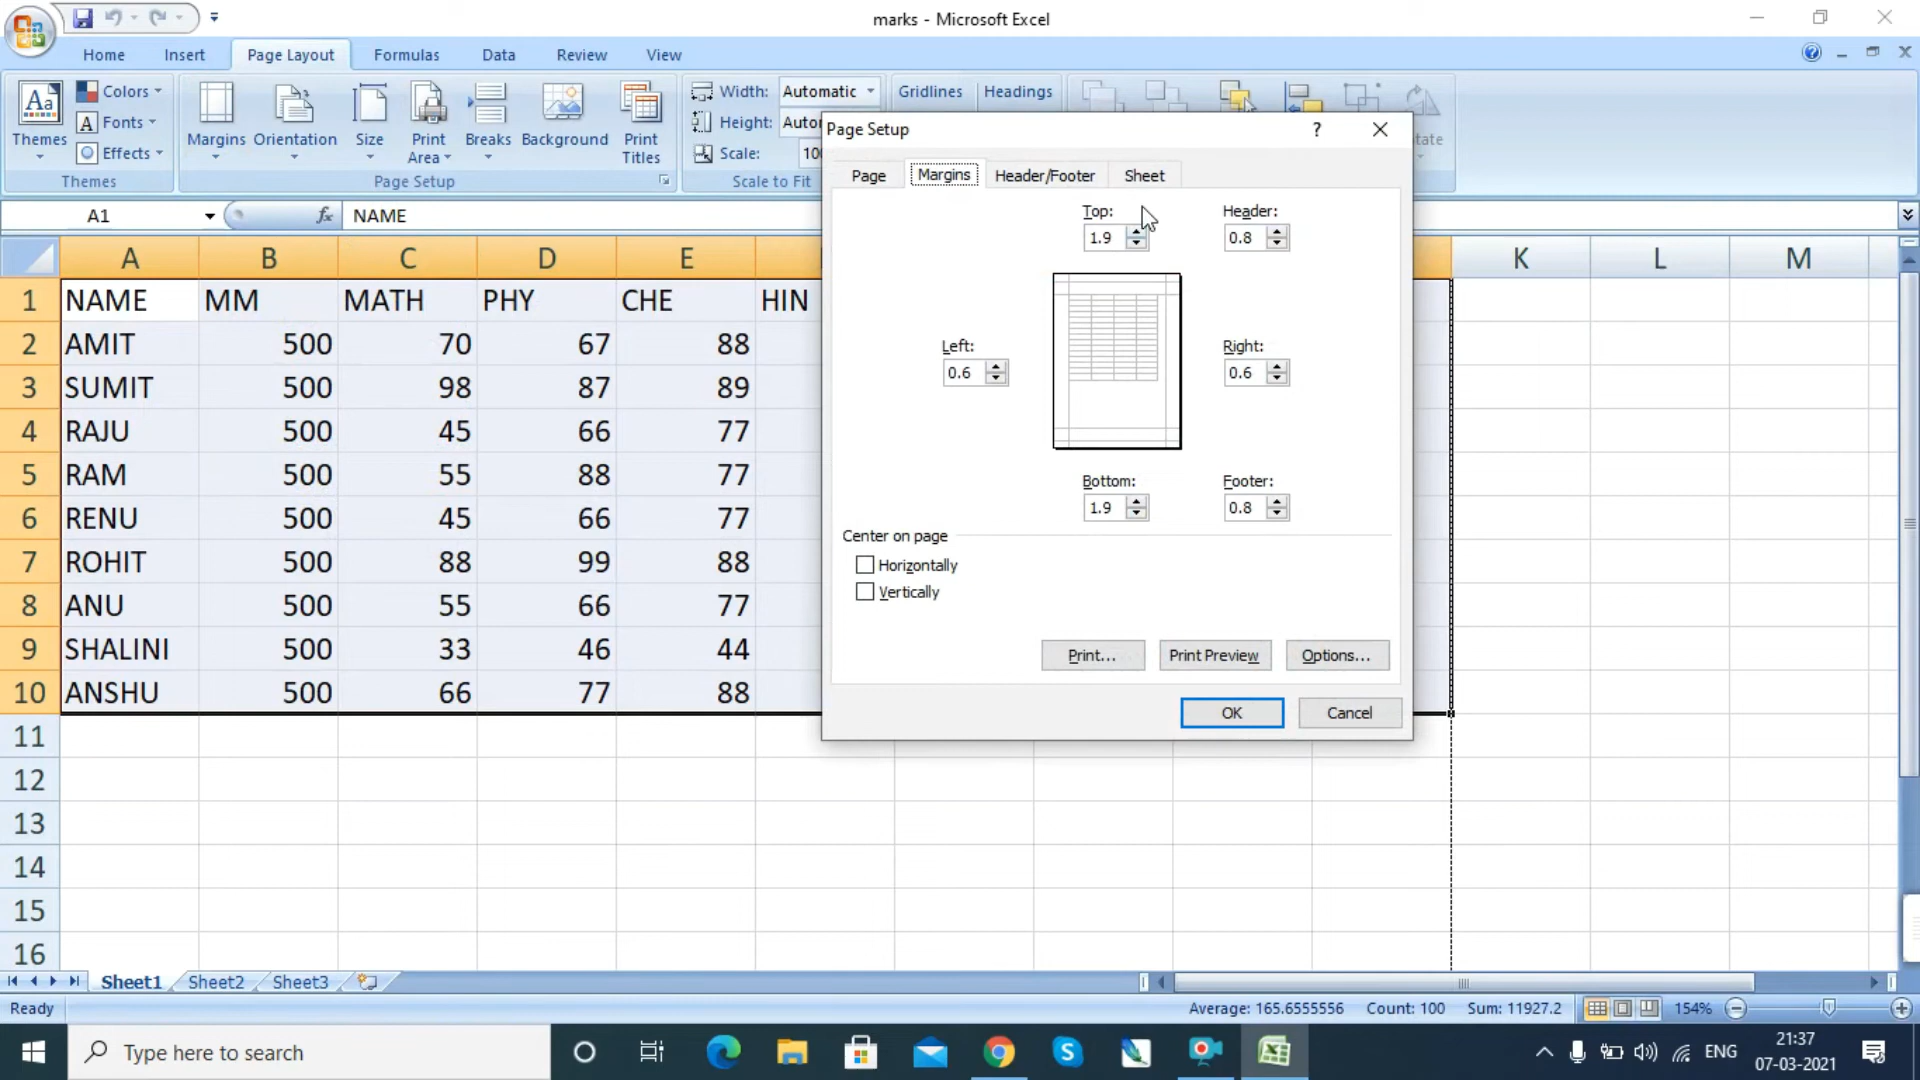 marks - Microsoft Excel
Home Insert Page Layout Formulas Data Review View
Aa Themes
Colors
A Fonts
Effects
Themes
Margins Orientation Size Print Area Breaks Background Print Titles
Page Setup
Width: Automatic
Height:
Scale:
Scale to Fit
Gridlines Headings
A1 fx NAME
Page Setup ?
Page Margins Header/Footer Sheet
Top: Header:
1.9 0.8
Left: Right:
0.6 0.6
Bottom: Footer:
1.9 0.8
Center on page
Horizontally
Vertically
Print... Print Preview Options...
OK Cancel
A B C D E K L M
1 NAME MM MATH PHY CHE HIN
2 AMIT 500 70 67 88
3 SUMIT 500 98 87 89
4 RAJU 500 45 66 77
5 RAM 500 55 88 77
6 RENU 500 45 66 77
7 ROHIT 500 88 99 88
8 ANU 500 55 66 77
9 SHALINI 500 33 46 44
10 ANSHU 500 66 77 88
11
12
13
14
15
16
Sheet1 Sheet2 Sheet3
Ready Average: 165.6555556 Count: 100 Sum: 11927.2 154%
Type here to search
ENG 21:37
07-03-2021